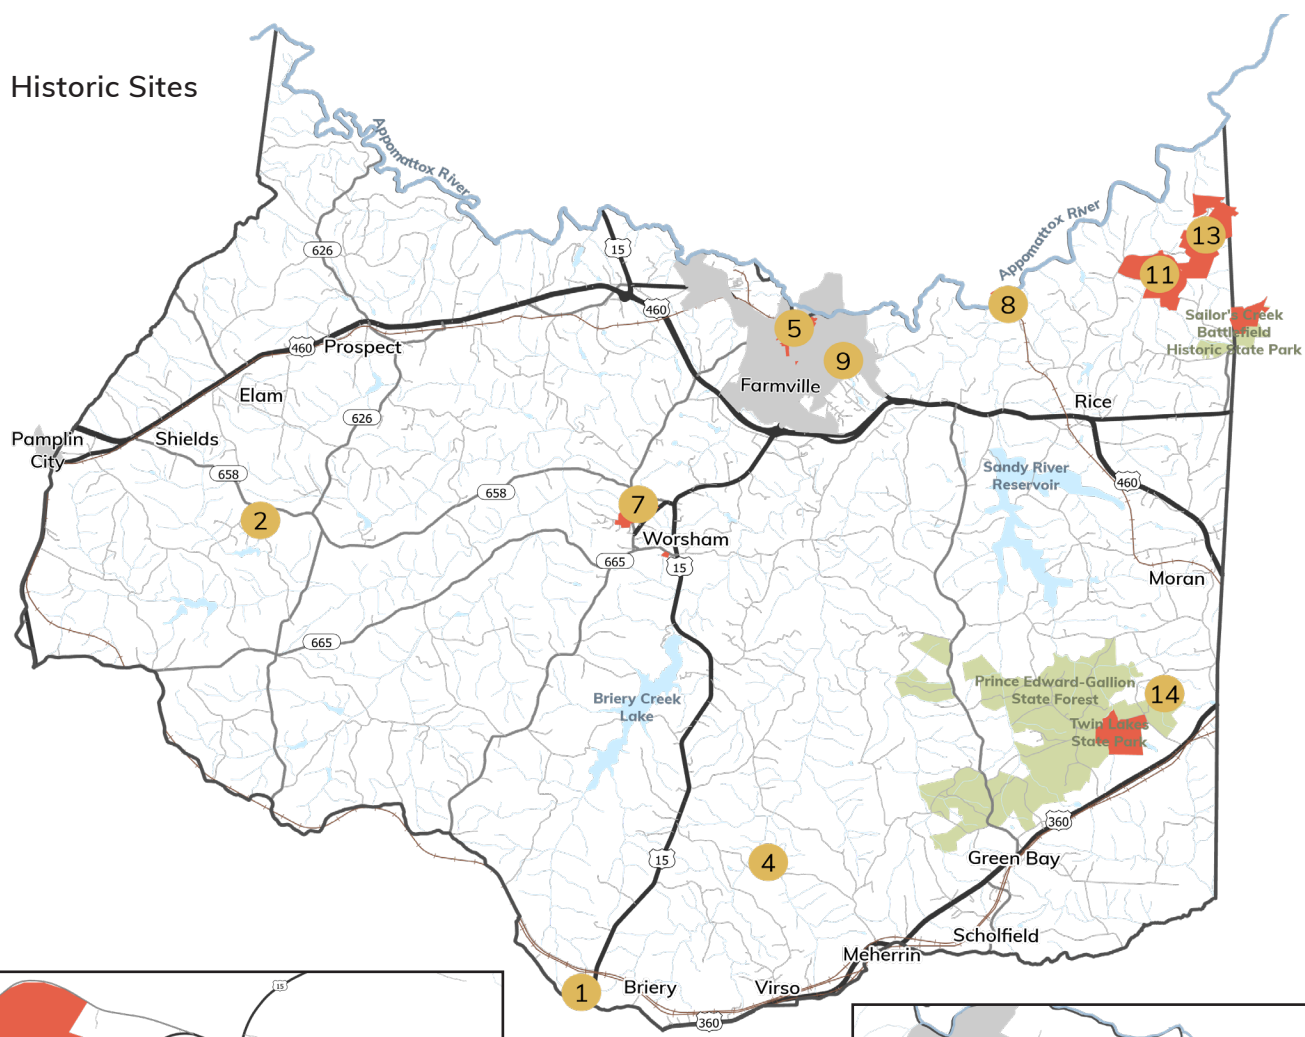 Historic Sites
Appomattox River
Appomattox River
626
15
13
11
8
460
Sailor's Creek
Battlefield
Historic State Park
5
460
Prospect
9
Farmville
Elam
Rice
626
Pamplin
City
Shields
658
Sandy River
Reservoir
460
658
2
7
Worsham
665
15
Moran
665
Prince Edward-Gallion
State Forest
14
Briery Creek
Lake
Twin Lakes
State Park
360
15
4
Green Bay
Scholfield
Meherrin
1
Briery
Virso
15
360